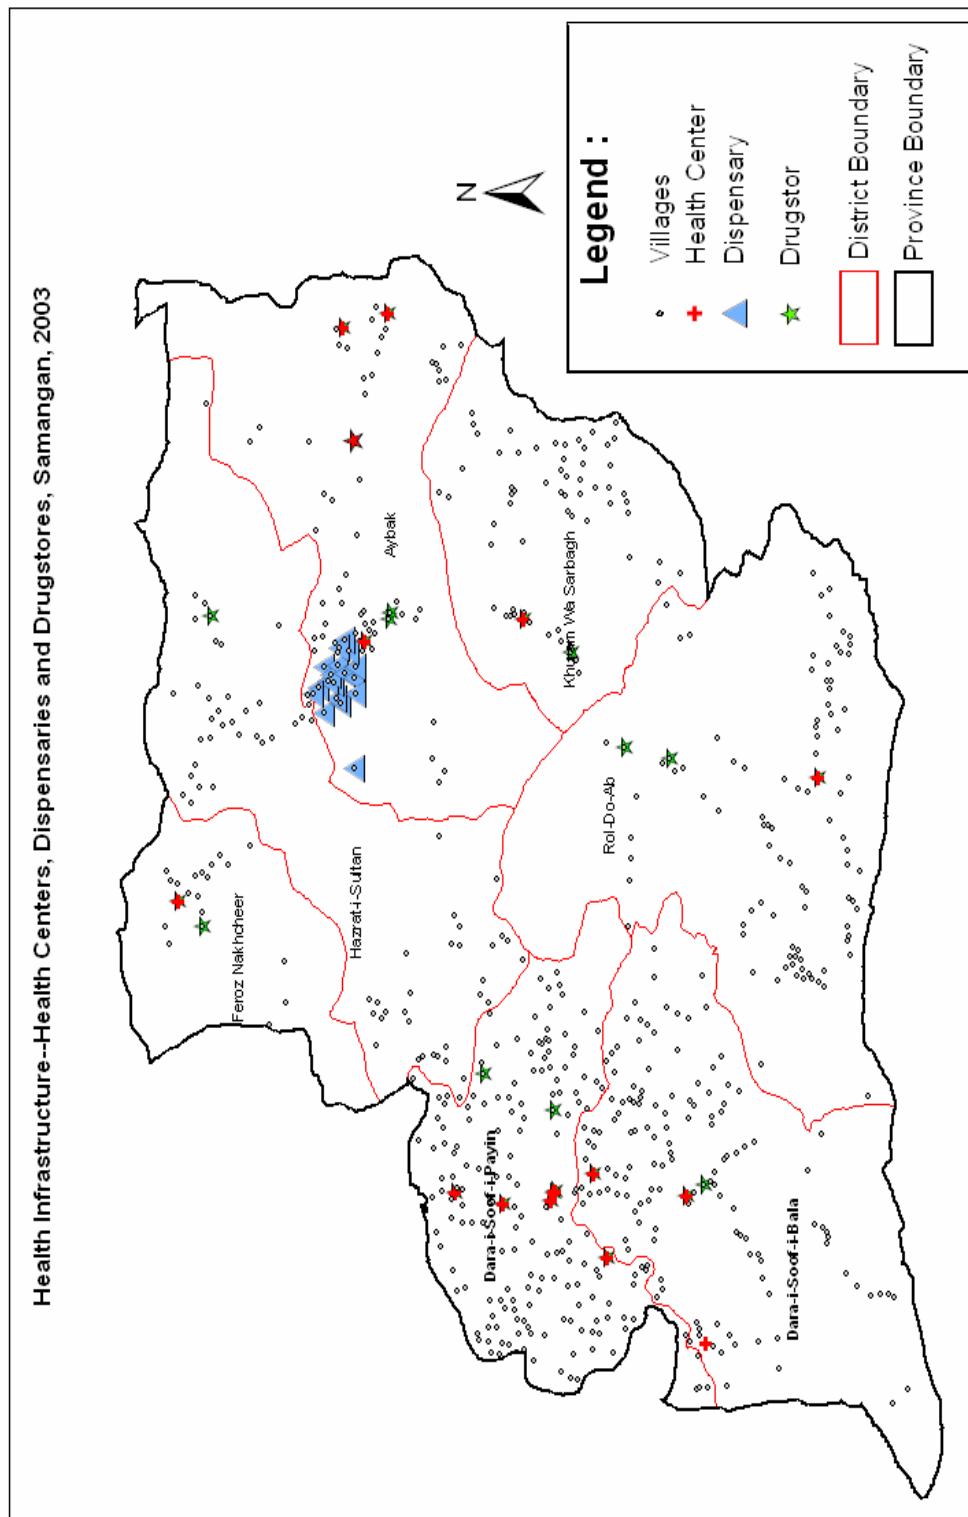 Health Infrastructure--Health Centers, Dispensaries and Drugstores, Samangan, 2003
N
Feroz Nakhcheer
Hazrat-i-Sultan
Aybak
Khuram Wa Sarbagh
Rol-Do-Ab
Dara-i-Soof-i-Payin
Dara-i-Soof-i-Bala
Legend :
Villages
Health Center
Dispensary
Drugstor
District Boundary
Province Boundary